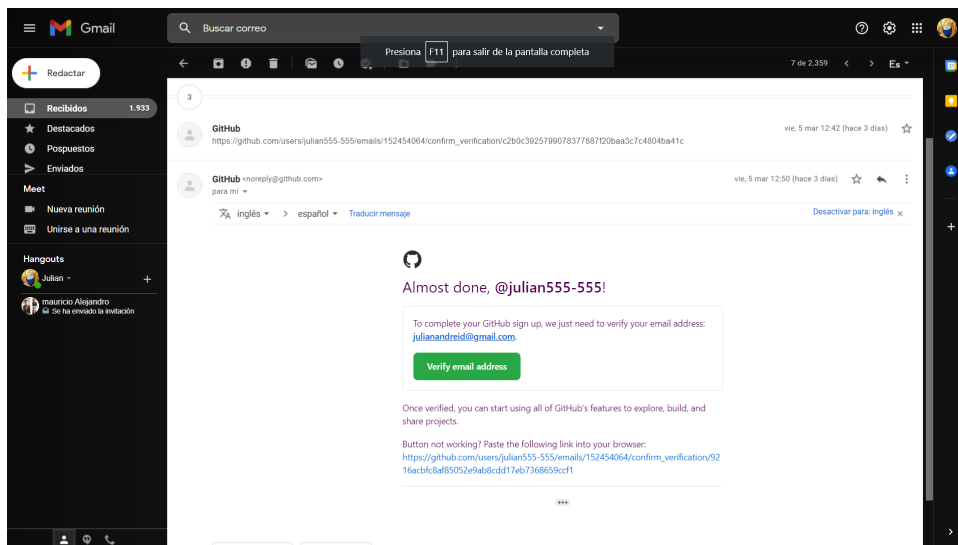 Gmail
Buscar correo
Presiona F11 para salir de la pantalla completa
Redactar
7 de 2.359
Es
Recibidos 1.933
Destacados
Pospuestos
Enviados
Meet
Nueva reunión
Unirse a una reunión
Hangouts
Julian
mauricio Alejandro
Se ha enviado la invitación
3
GitHub vie, 5 mar 12:42 (hace 3 días)
https://github.com/users/julian555-555/emails/152454064/confirm_verification/c2b0c3925799078377887f20baa3c7c4804ba41c
GitHub <noreply@github.com> vie, 5 mar 12:50 (hace 3 días)
para mí
inglés > español Traducir mensaje Desactivar para: inglés x
Almost done, @julian555-555!
To complete your GitHub sign up, we just need to verify your email address:
julianandreid@gmail.com.
Verify email address
Once verified, you can start using all of GitHub's features to explore, build, and
share projects.
Button not working? Paste the following link into your browser:
https://github.com/users/julian555-555/emails/152454064/confirm_verification/92
16acbfc8af85052e9ab8cdd17eb7368659ccf1